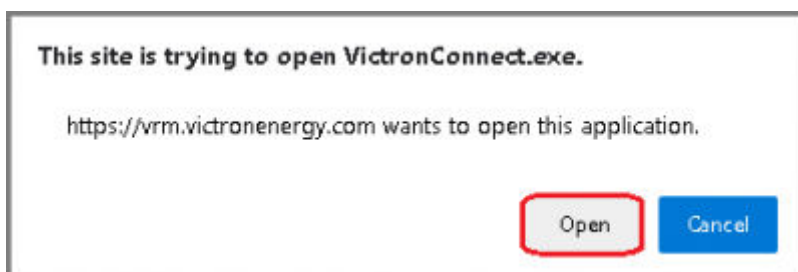 This site is trying to open VictronConnect.exe.
https://vrm.victronenergy.com wants to open this application.
Open
Cancel